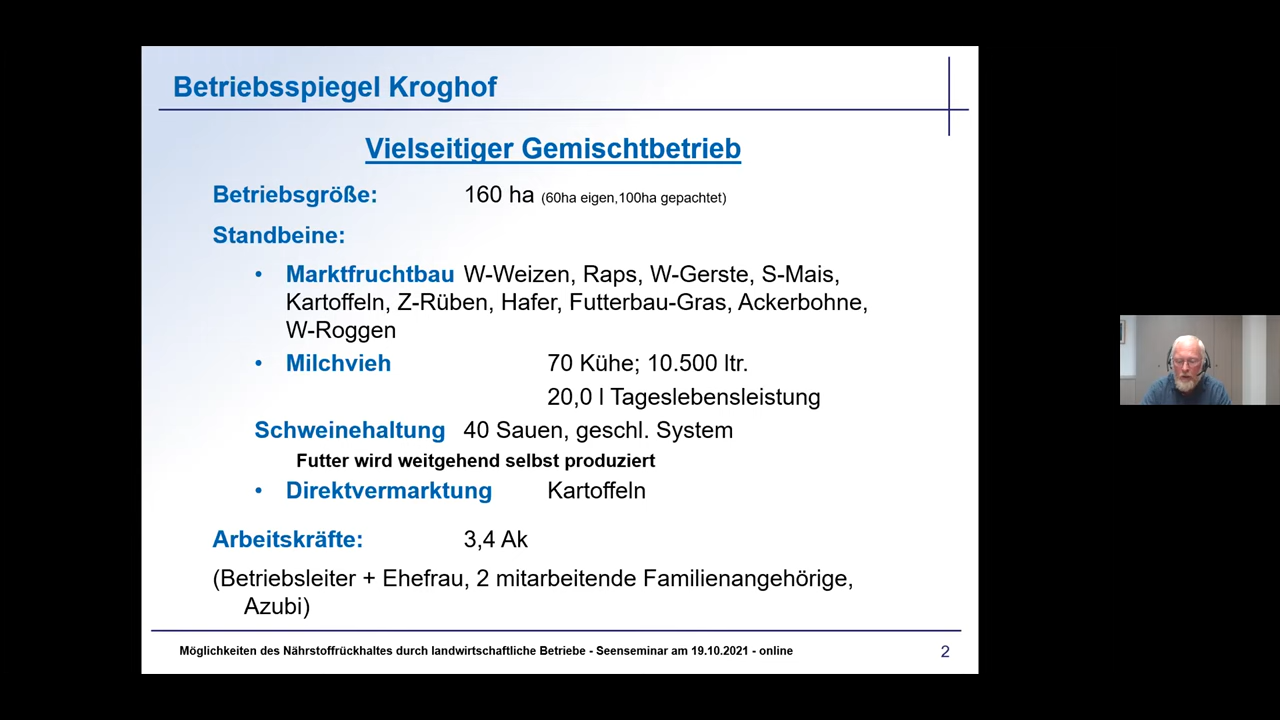 Betriebsspiegel Kroghof
Vielseitiger Gemischtbetrieb
Betriebsgröße: 160 ha (60ha eigen,100ha gepachtet)
Standbeine:
• Marktfruchtbau W-Weizen, Raps, W-Gerste, S-Mais,
Kartoffeln, Z-Rüben, Hafer, Futterbau-Gras, Ackerbohne,
W-Roggen
• Milchvieh 70 Kühe; 10.500 ltr.
20,0 l Tageslebensleistung
Schweinehaltung 40 Sauen, geschl. System
Futter wird weitgehend selbst produziert
• Direktvermarktung Kartoffeln
Arbeitskräfte: 3,4 Ak
(Betriebsleiter + Ehefrau, 2 mitarbeitende Familienangehörige,
Azubi)
Möglichkeiten des Nährstoffrückhaltes durch landwirtschaftliche Betriebe - Seenseminar am 19.10.2021 - online 2